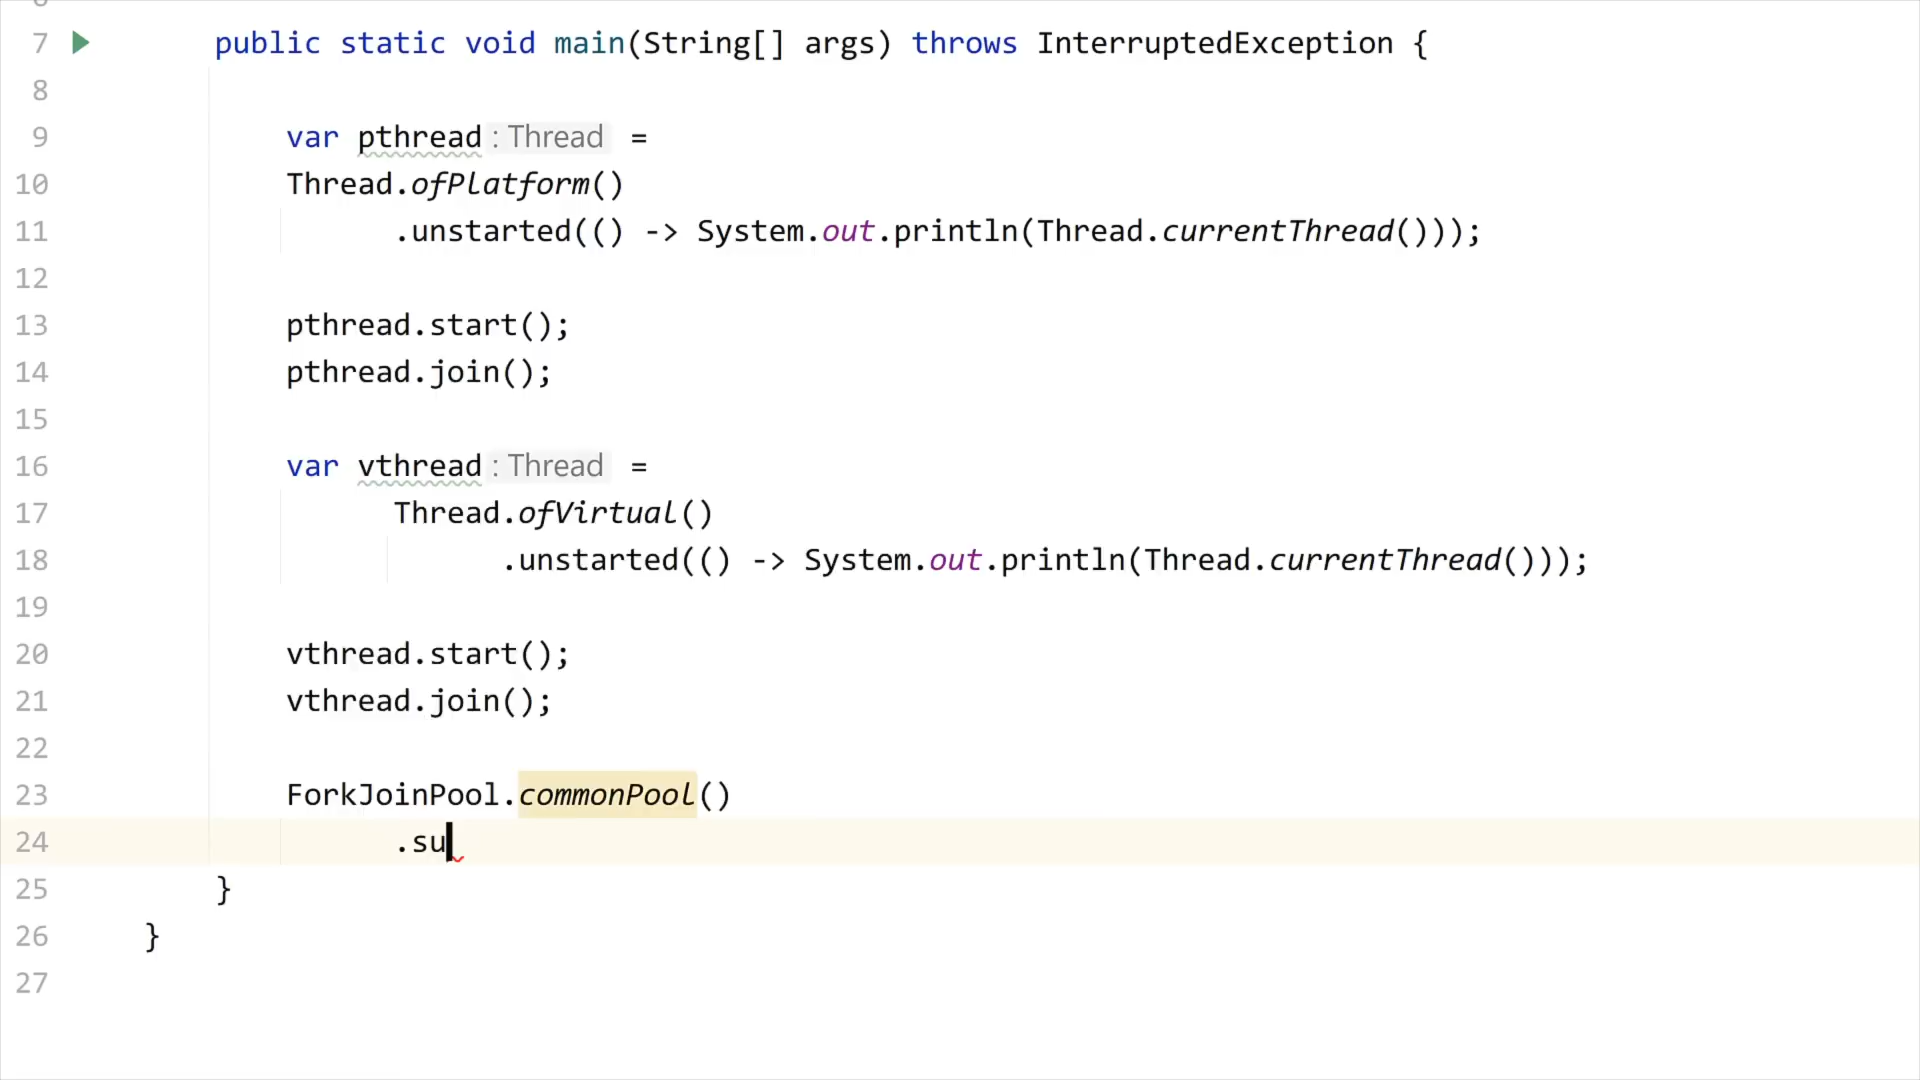 7 public static void main(String[] args) throws InterruptedException {
8
9 var pthread : Thread =
10 Thread.ofPlatform()
11 .unstarted(() -> System.out.println(Thread.currentThread()));
12
13 pthread.start();
14 pthread.join();
15
16 var vthread : Thread =
17 Thread.ofVirtual()
18 .unstarted(() -> System.out.println(Thread.currentThread()));
19
20 vthread.start();
21 vthread.join();
22
23 ForkJoinPool.commonPool()
24 .su
25 }
26 }
27